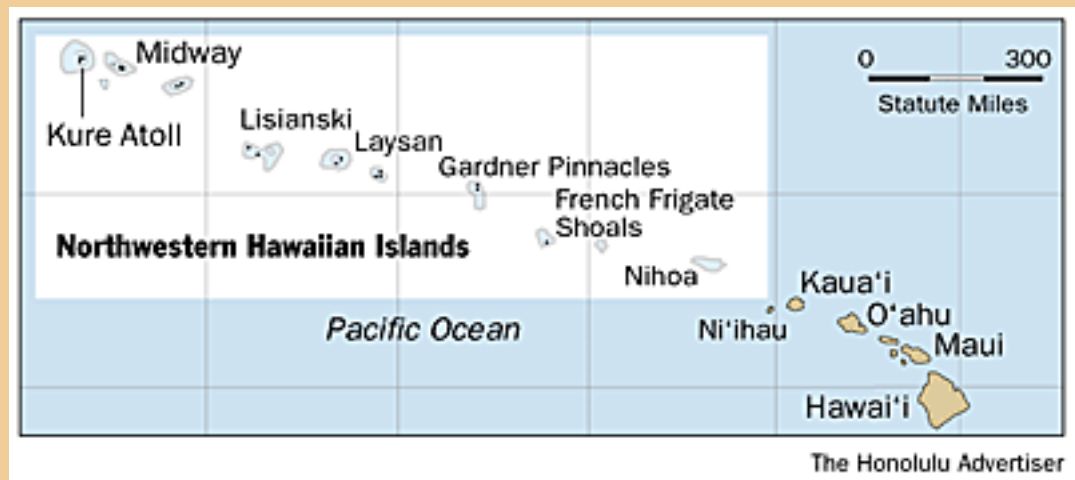 Midway
0 300
Statute Miles
Kure Atoll
Lisianski
Laysan
Gardner Pinnacles
French Frigate
Shoals
Northwestern Hawaiian Islands
Nihoa
Kaua‘i
Ni‘ihau
O‘ahu
Pacific Ocean
Maui
Hawai‘i
The Honolulu Advertiser